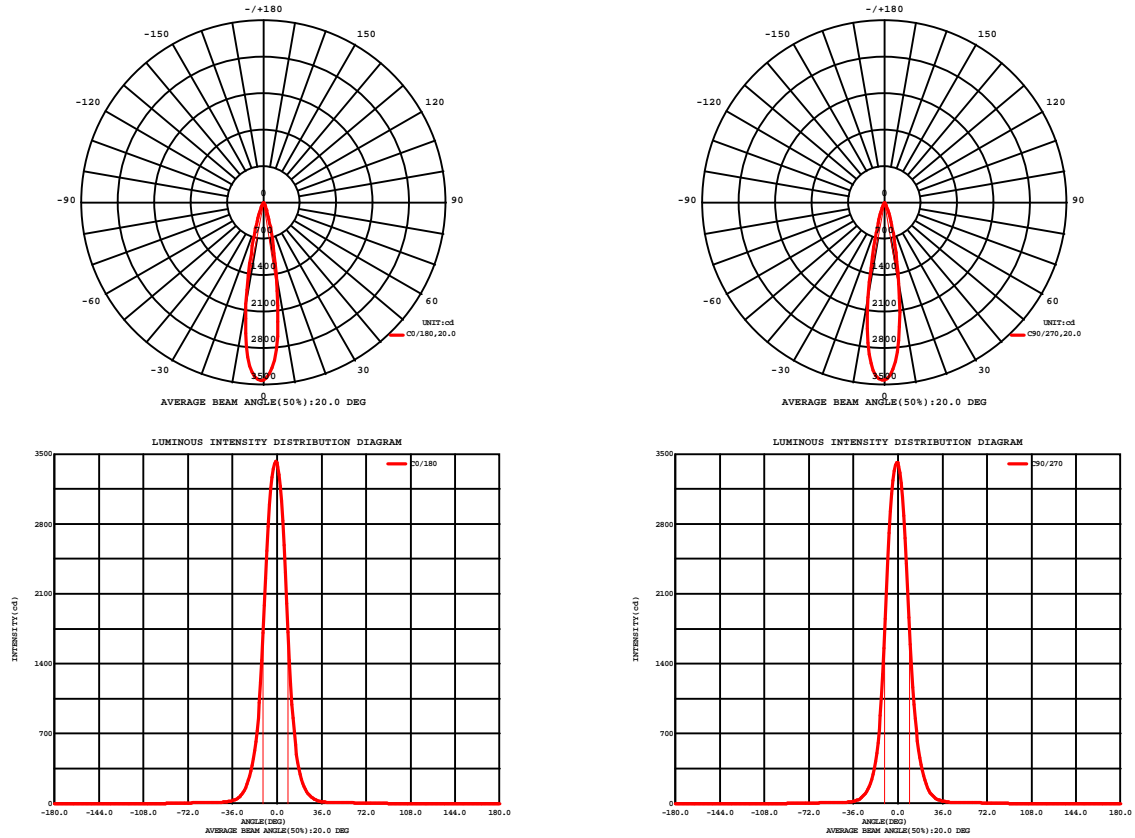 -/+180
-150 150
-120 120
-90 90
-60 60
-30 30
0
0
700
1400
2100
2800
3500
UNIT:cd
C0/180,20.0
AVERAGE BEAM ANGLE(50%):20.0 DEG
-/+180
-150 150
-120 120
-90 90
-60 60
-30 30
0
0
700
1400
2100
2800
3500
UNIT:cd
C90/270,20.0
AVERAGE BEAM ANGLE(50%):20.0 DEG
LUMINOUS INTENSITY DISTRIBUTION DIAGRAM
C0/180
3500
2800
2100
1400
700
0
INTENSITY(cd)
-180.0 -144.0 -108.0 -72.0 -36.0 0.0 36.0 72.0 108.0 144.0 180.0
ANGLE(DEG)
AVERAGE BEAM ANGLE(50%):20.0 DEG
LUMINOUS INTENSITY DISTRIBUTION DIAGRAM
C90/270
3500
2800
2100
1400
700
0
INTENSITY(cd)
-180.0 -144.0 -108.0 -72.0 -36.0 0.0 36.0 72.0 108.0 144.0 180.0
ANGLE(DEG)
AVERAGE BEAM ANGLE(50%):20.0 DEG